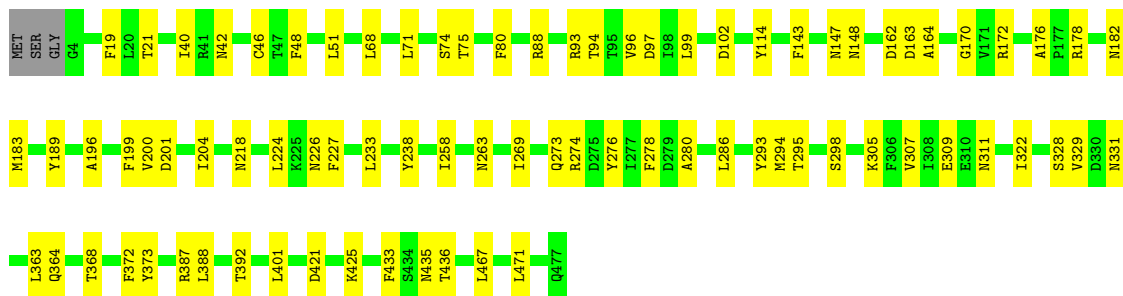 MET SER GLY G4 F19 L20 T21 I40 R41 N42 C46 T47 F48 L51 L68 L71 S74 T75 F80 R88 R93 T94 T95 V96 D97 I98 L99 D102 Y114 F143 N147 N148 D162 D163 A164 G170 V171 R172 A176 P177 R178 N182
M183 Y189 A196 F199 V200 D201 I204 N218 L224 K225 N226 F227 L233 Y238 I258 N263 I269 Q273 R274 D275 Y276 I277 F278 D279 A280 L286 Y293 M294 T295 S298 K305 F306 V307 I308 E309 E310 N311 I322 S328 V329 D330 N331
L363 Q364 T368 F372 Y373 R387 L388 T392 L401 D421 K425 F433 S434 N435 T436 L467 L471 Q477